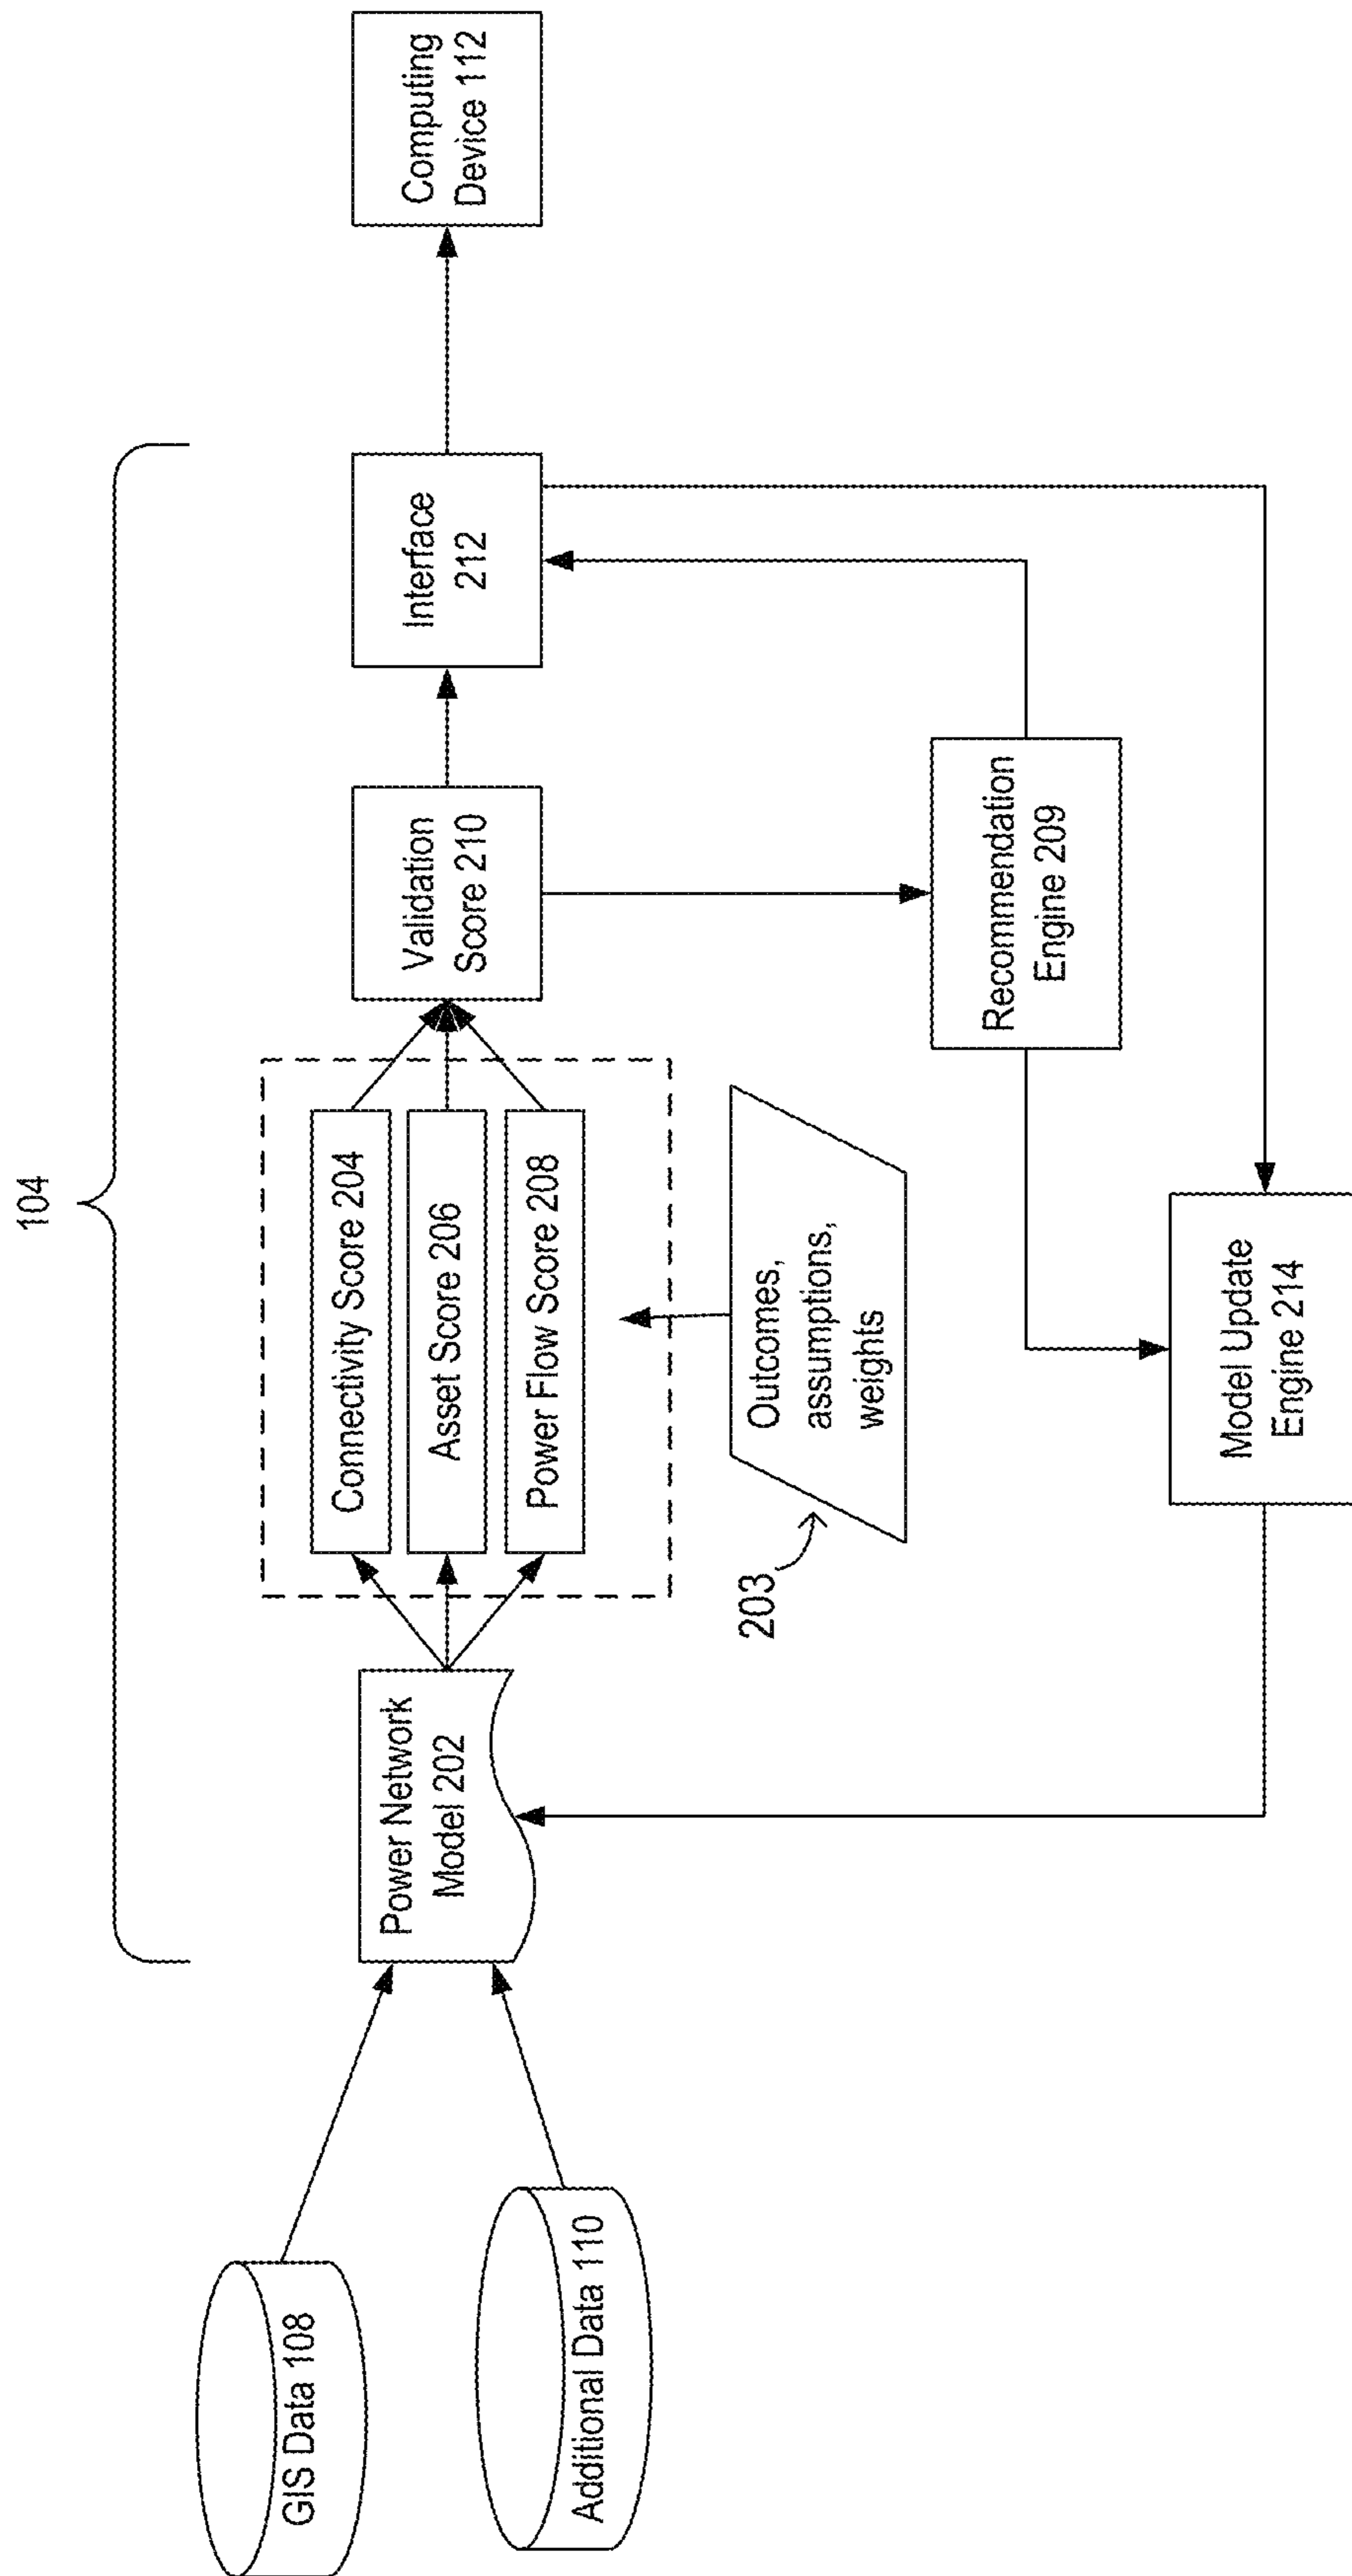 104
GIS Data 108
Additional Data 110
Power Network
Model 202
Connectivity Score 204
Asset Score 206
Power Flow Score 208
203
Outcomes,
assumptions,
weights
Validation
Score 210
Interface
212
Computing
Device 112
Recommendation
Engine 209
Model Update
Engine 214